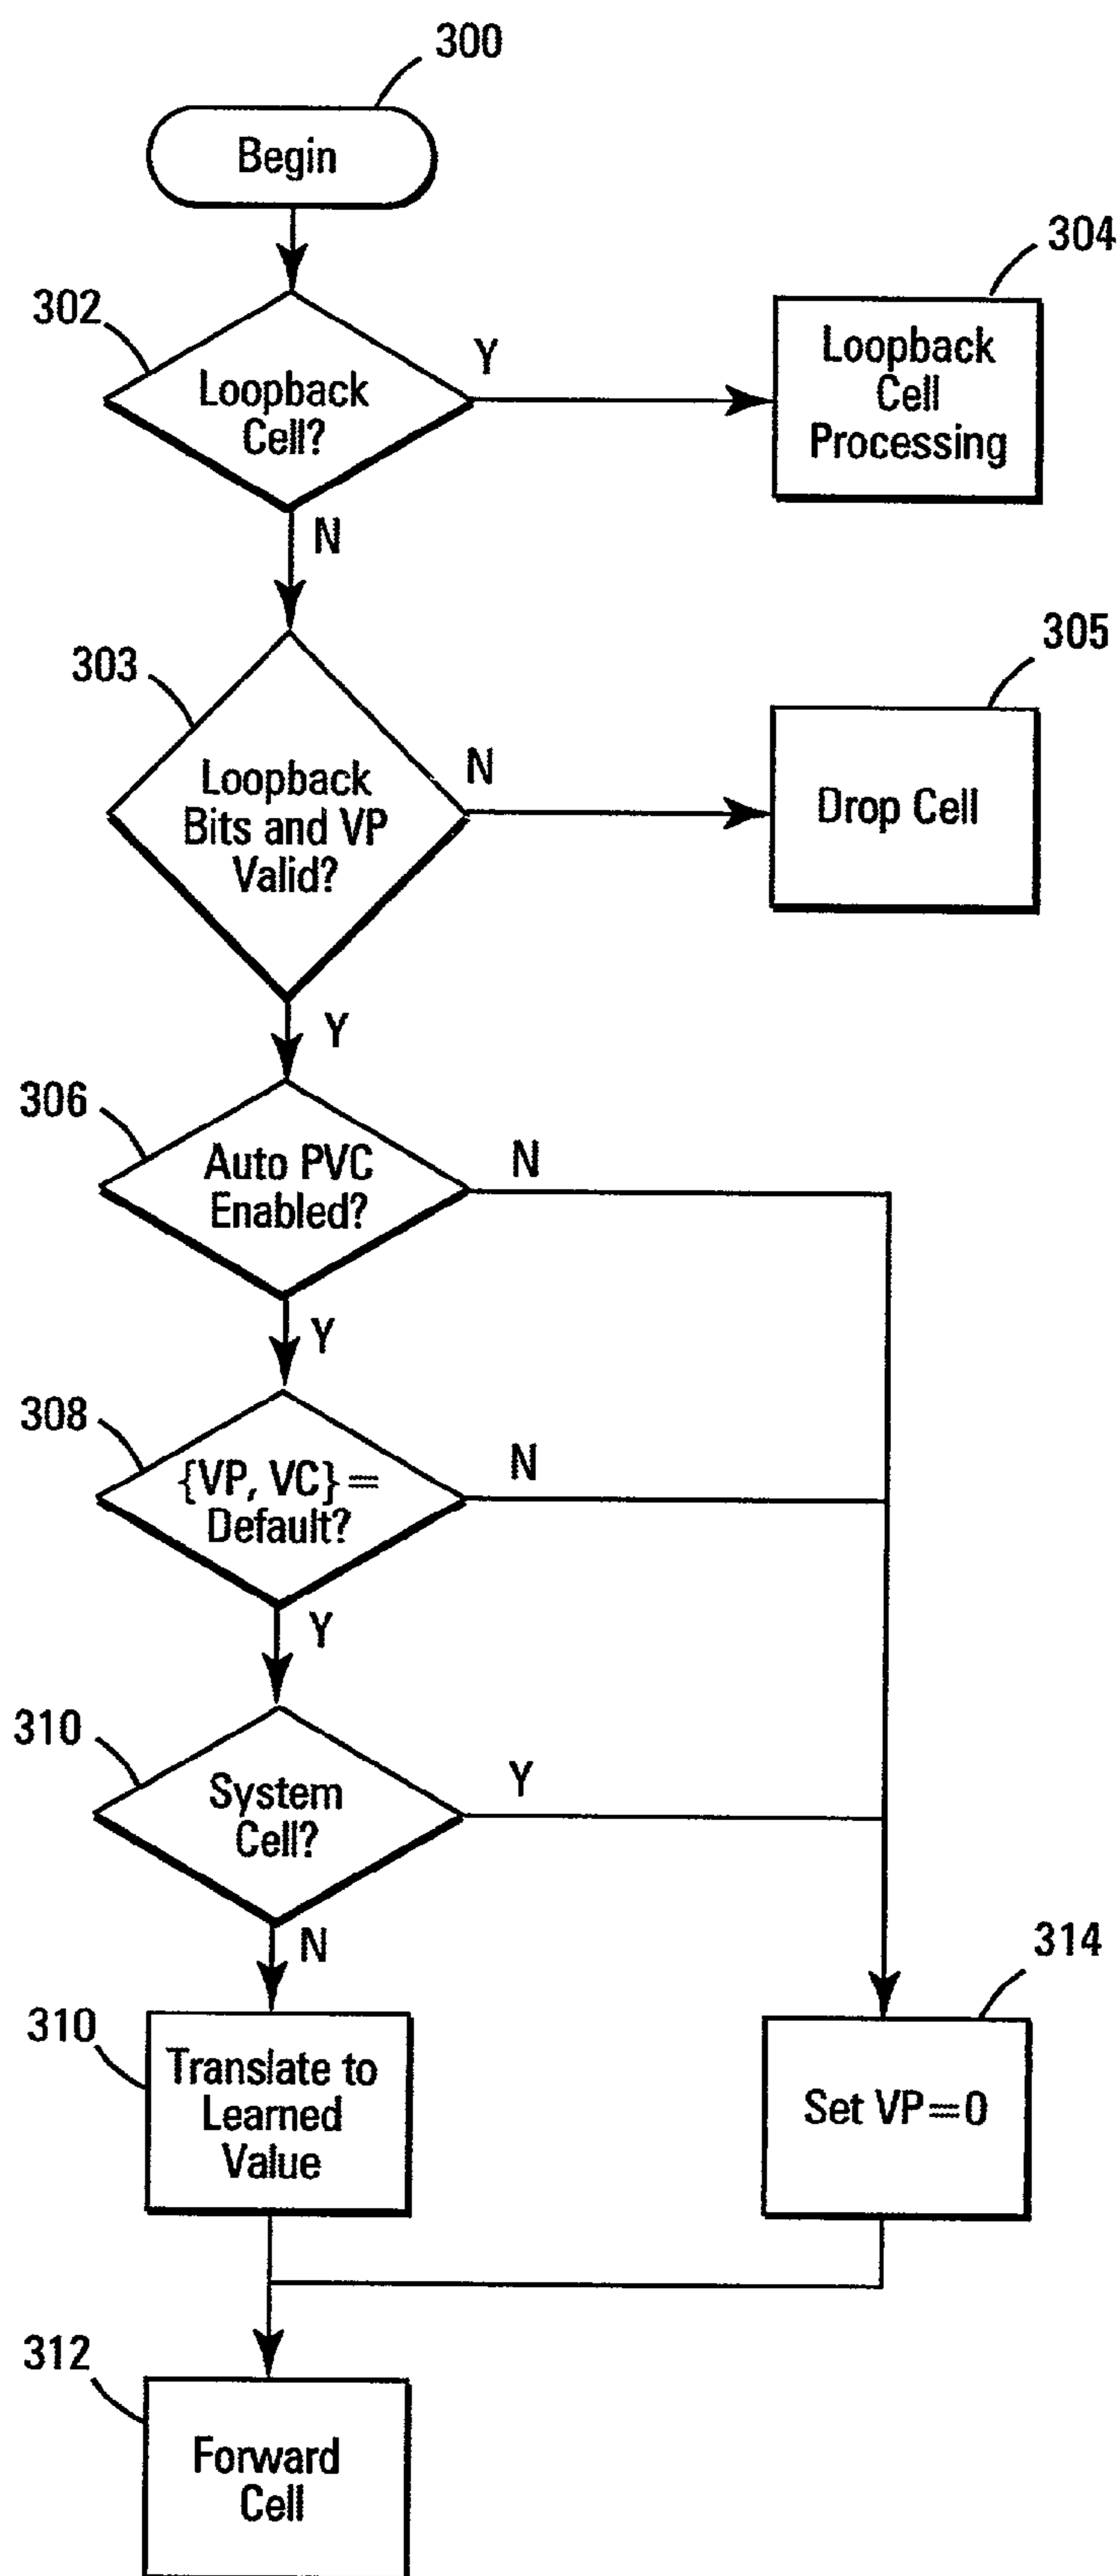 300
Begin
304
302
Loopback
Cell?
Y
Loopback
Cell
Processing
N
305
303
Loopback
Bits and VP
Valid?
N
Drop Cell
Y
306
Auto PVC
Enabled?
N
Y
308
{VP, VC}=
Default?
N
Y
310
System
Cell?
Y
N
314
310
Translate to
Learned
Value
Set VP=0
312
Forward
Cell